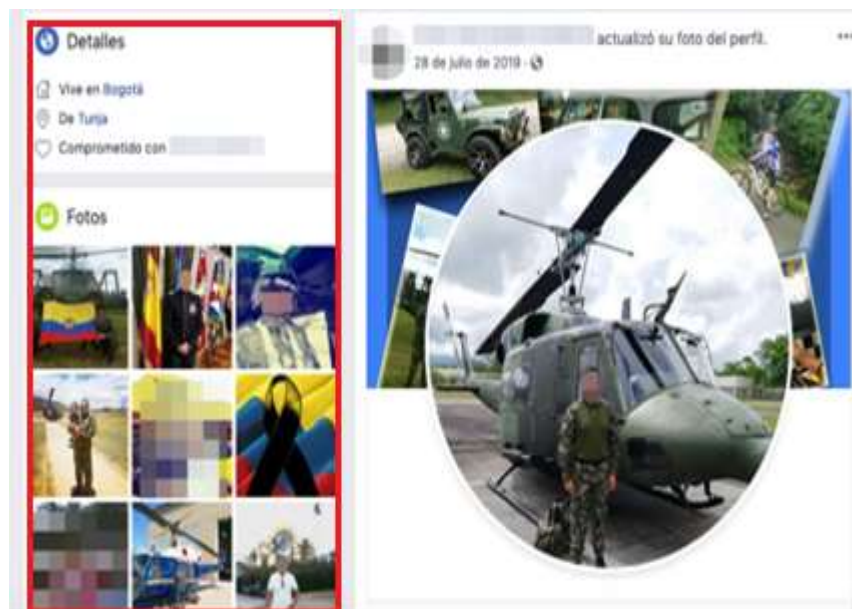 Detalles
Vive en Bogotá
De Tunja
Comprometido con
Fotos
actualizó su foto del perfil.
28 de julio de 2019 ·